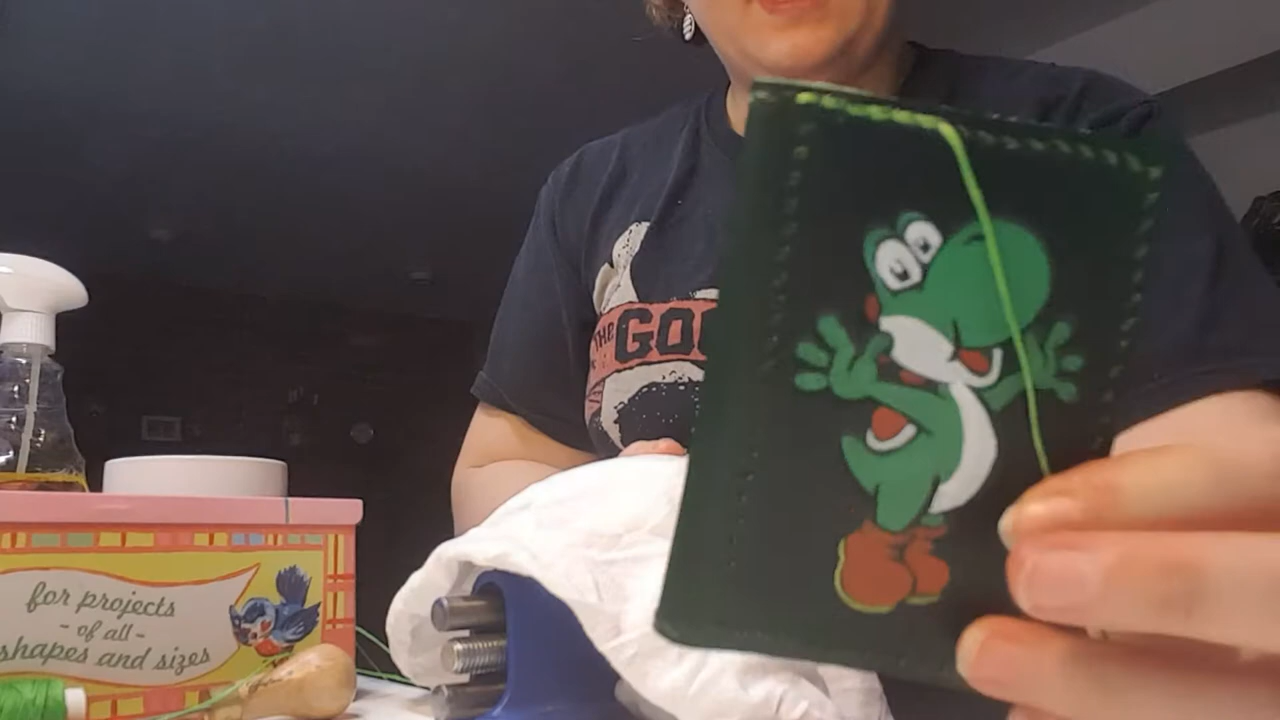 THE GO
for projects
- of all -
shapes and sizes